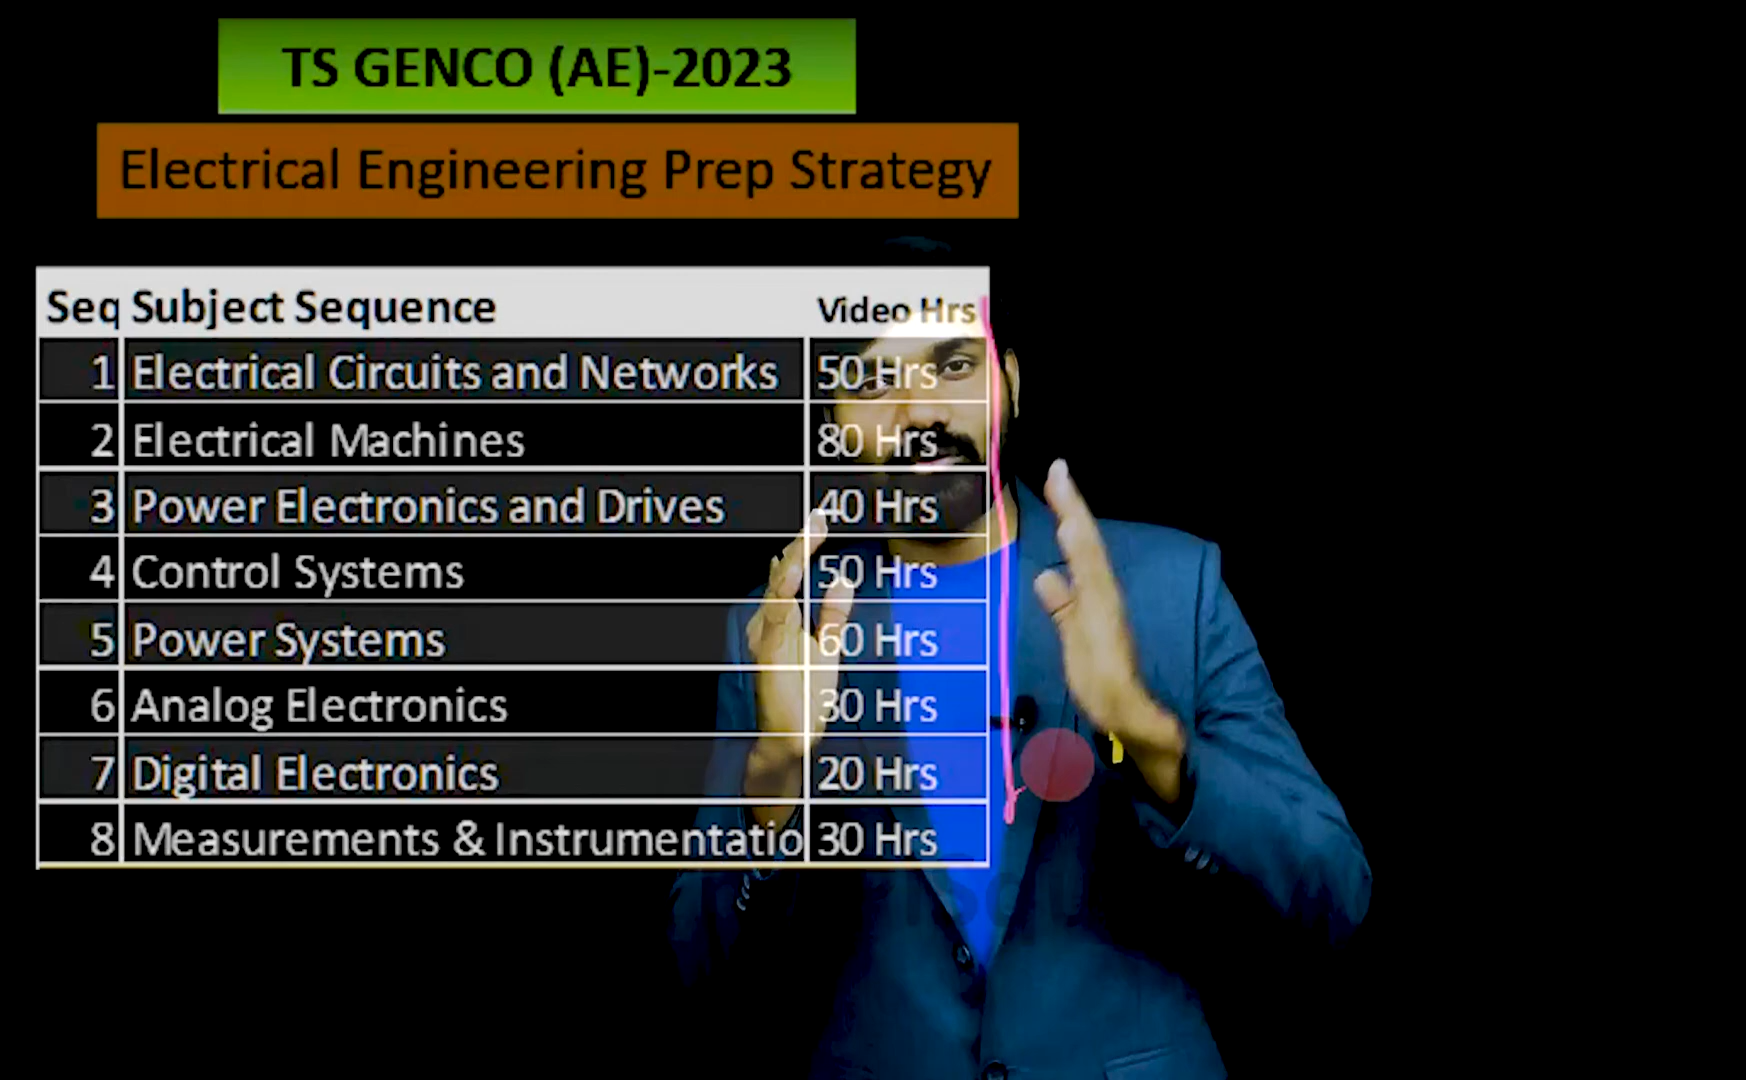 TS GENCO (AE)-2023
Electrical Engineering Prep Strategy
Seq Subject Sequence Video Hrs
1 Electrical Circuits and Networks 50 Hrs
2 Electrical Machines 80 Hrs
3 Power Electronics and Drives 40 Hrs
4 Control Systems 50 Hrs
5 Power Systems 60 Hrs
6 Analog Electronics 30 Hrs
7 Digital Electronics 20 Hrs
8 Measurements & Instrumentatio 30 Hrs